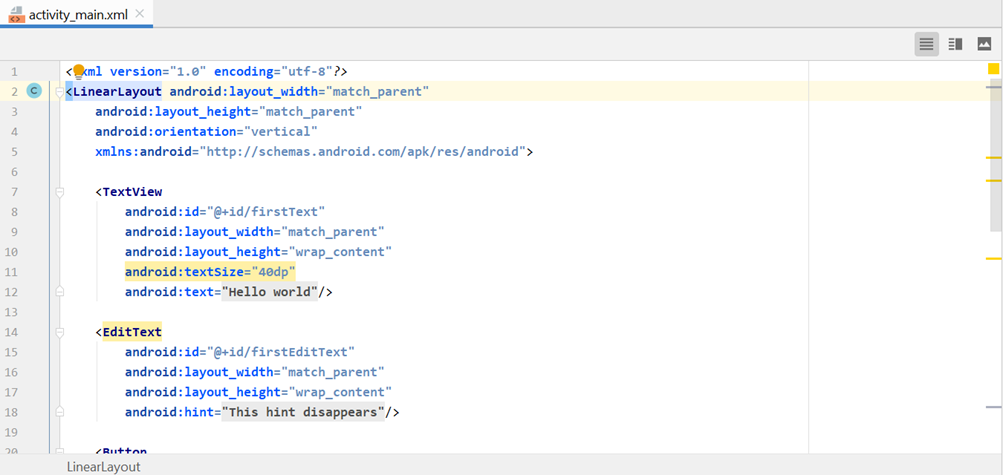 activity_main.xml
1 <?xml version="1.0" encoding="utf-8"?>
2 C <LinearLayout android:layout_width="match_parent"
3 android:layout_height="match_parent"
4 android:orientation="vertical"
5 xmlns:android="http://schemas.android.com/apk/res/android">
6
7 <TextView
8 android:id="@+id/firstText"
9 android:layout_width="match_parent"
10 android:layout_height="wrap_content"
11 android:textSize="40dp"
12 android:text="Hello world"/>
13
14 <EditText
15 android:id="@+id/firstEditText"
16 android:layout_width="match_parent"
17 android:layout_height="wrap_content"
18 android:hint="This hint disappears"/>
19
20 <Button
LinearLayout